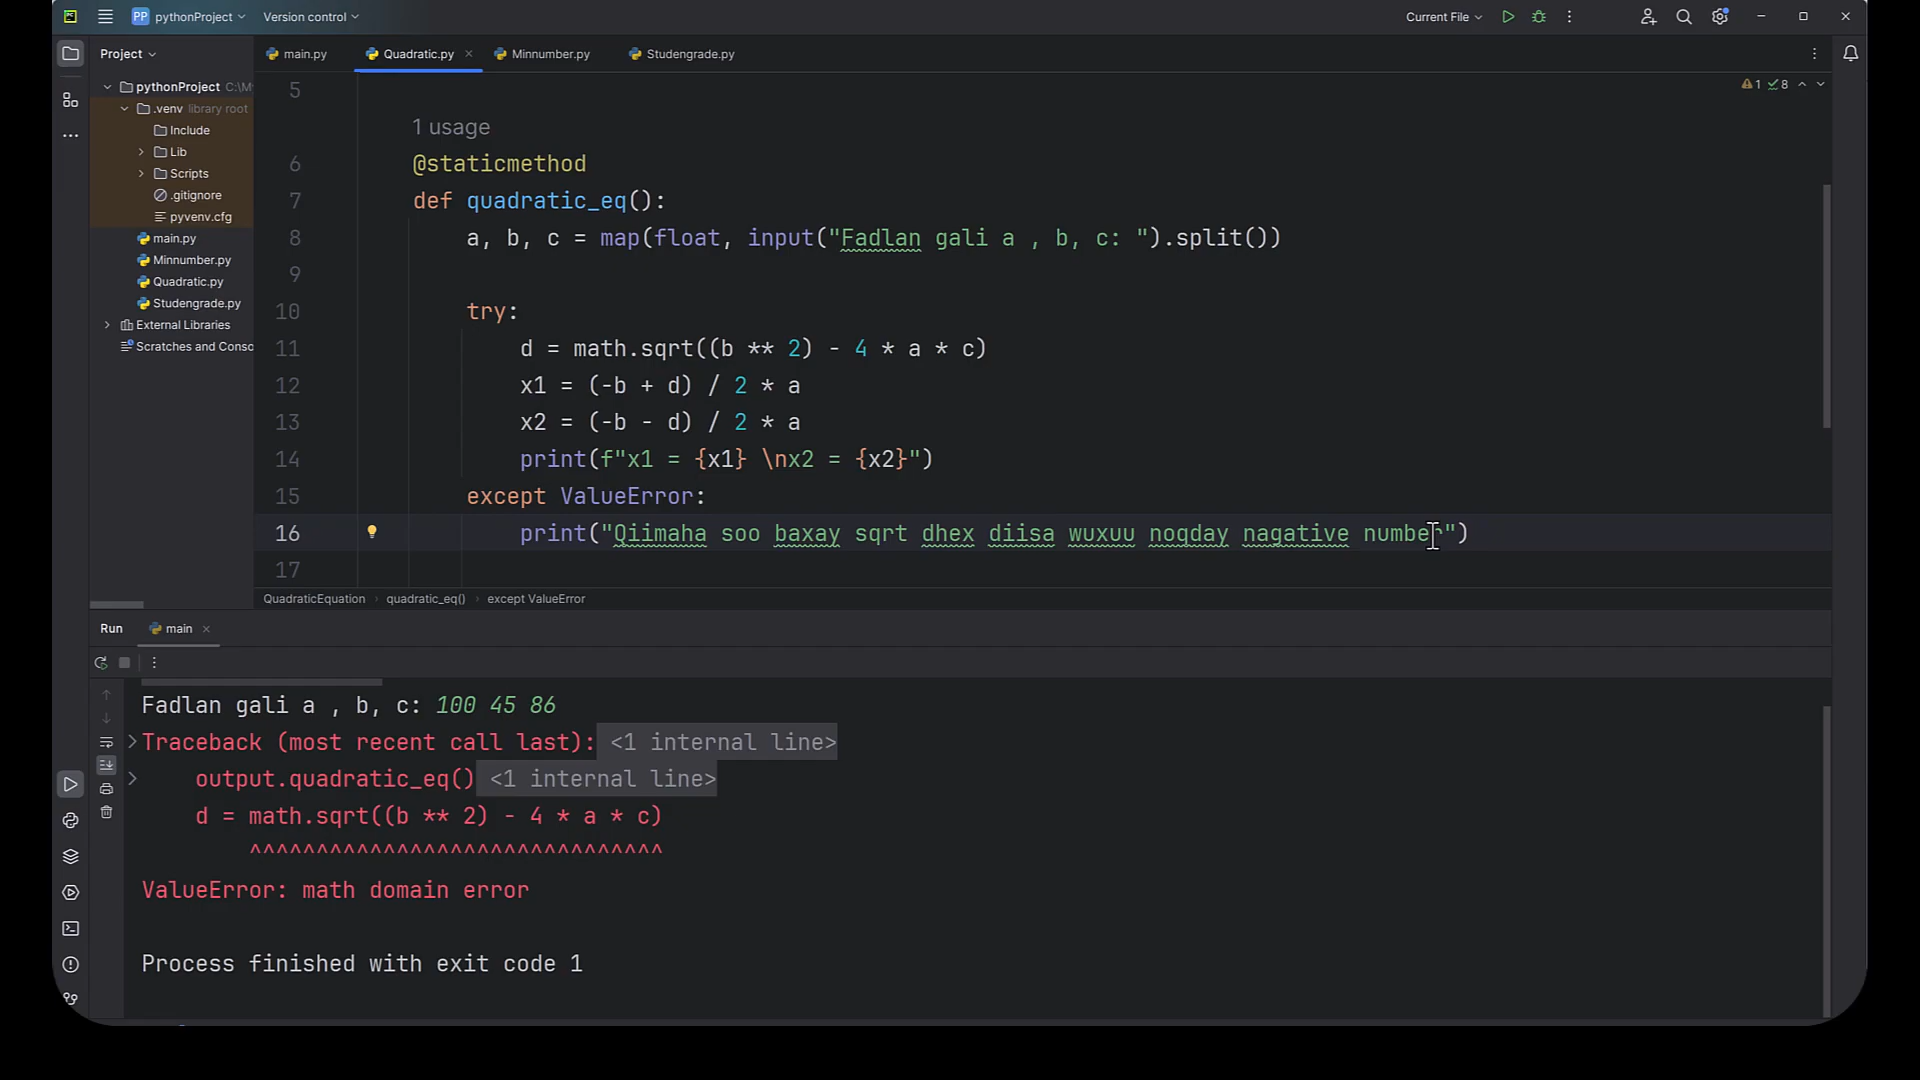 PP pythonProject Version control Current File
Project
main.py Quadratic.py Minnumber.py Studengrade.py
pythonProject C:\M
.venv library root
Include
Lib
Scripts
.gitignore
pyvenv.cfg
main.py
Minnumber.py
Quadratic.py
Studengrade.py
External Libraries
Scratches and Conso
1 8
5
1 usage
6 @staticmethod
7 def quadratic_eq():
8 a, b, c = map(float, input("Fadlan gali a , b, c: ").split())
9
10 try:
11 d = math.sqrt((b ** 2) - 4 * a * c)
12 x1 = (-b + d) / 2 * a
13 x2 = (-b - d) / 2 * a
14 print(f"x1 = {x1} \nx2 = {x2}")
15 except ValueError:
16 print("Qiimaha soo baxay sqrt dhex diisa wuxuu noqday nagative number")
17
QuadraticEquation quadratic_eq() except ValueError
Run main
Fadlan gali a , b, c: 100 45 86
Traceback (most recent call last): <1 internal line>
output.quadratic_eq() <1 internal line>
d = math.sqrt((b ** 2) - 4 * a * c)
^^^^^^^^^^^^^^^^^^^^^^^^^^^^^^^
ValueError: math domain error
Process finished with exit code 1